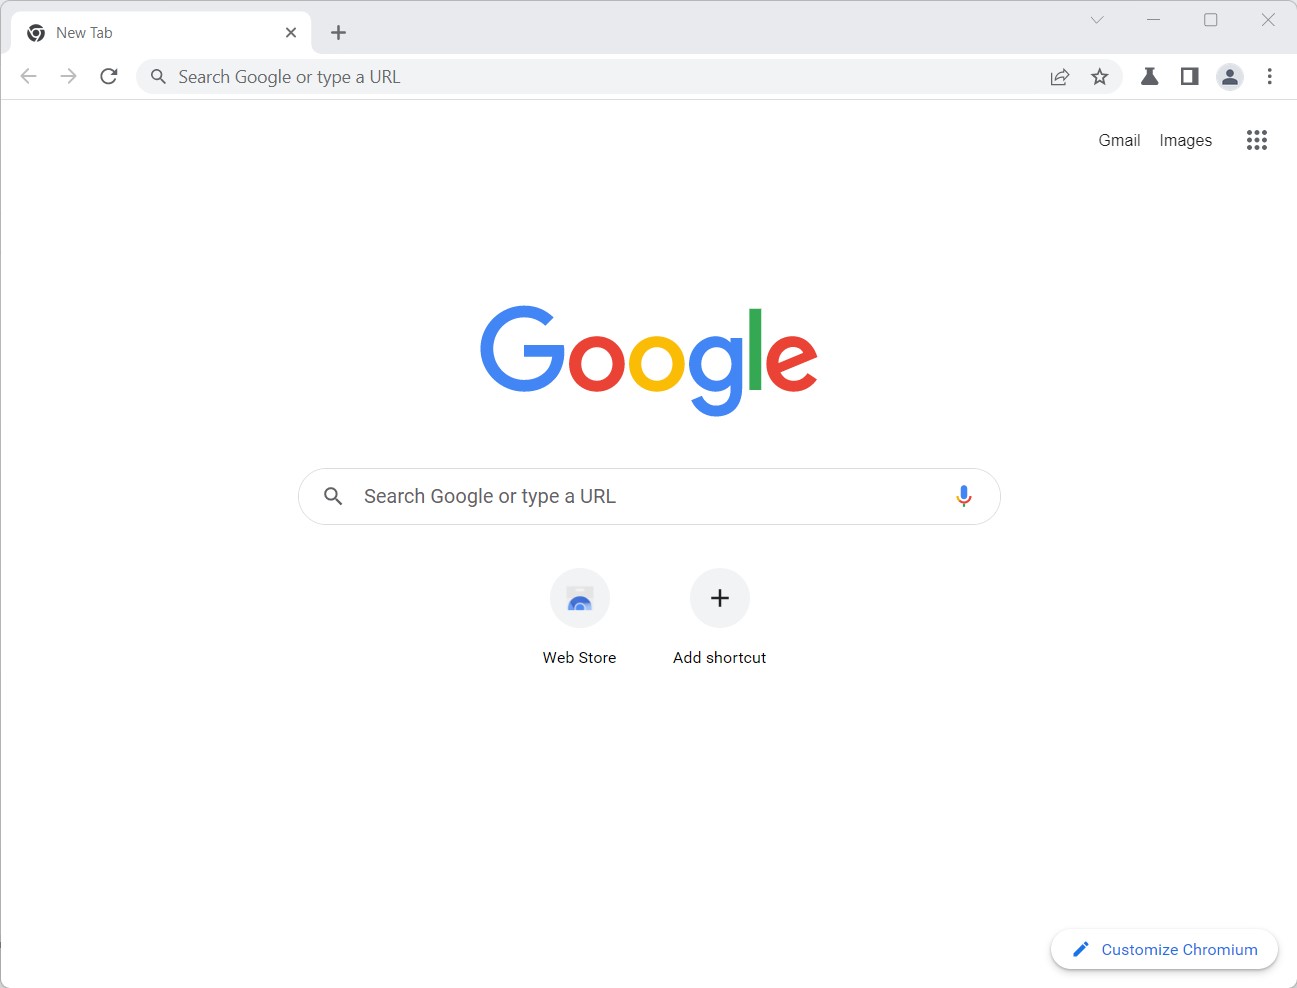 New Tab
Search Google or type a URL
Gmail Images
Google
Search Google or type a URL
Web Store Add shortcut
Customize Chromium